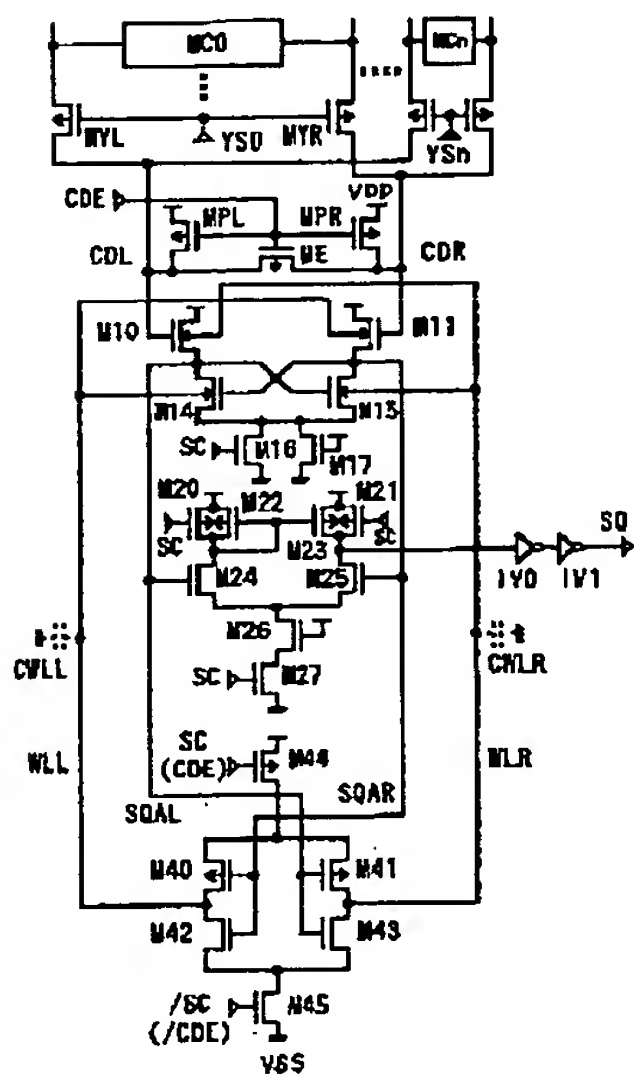 MC0 MCn
MYL YS0 MYR YSn
CDE VDD
MPL MPR
CDL ME CDR
M10 M11
M14 M15
SC M16
M17
M20 M22 M21
SC M23 SC SQ
M24 M25 IV0 IV1
M26
CWLL SC M27 CWLR
SC
(CDE) M44
WLL WLR
SQAL SQAR
M40 M41
M42 M43
/SC M45
(/CDE)
VSS